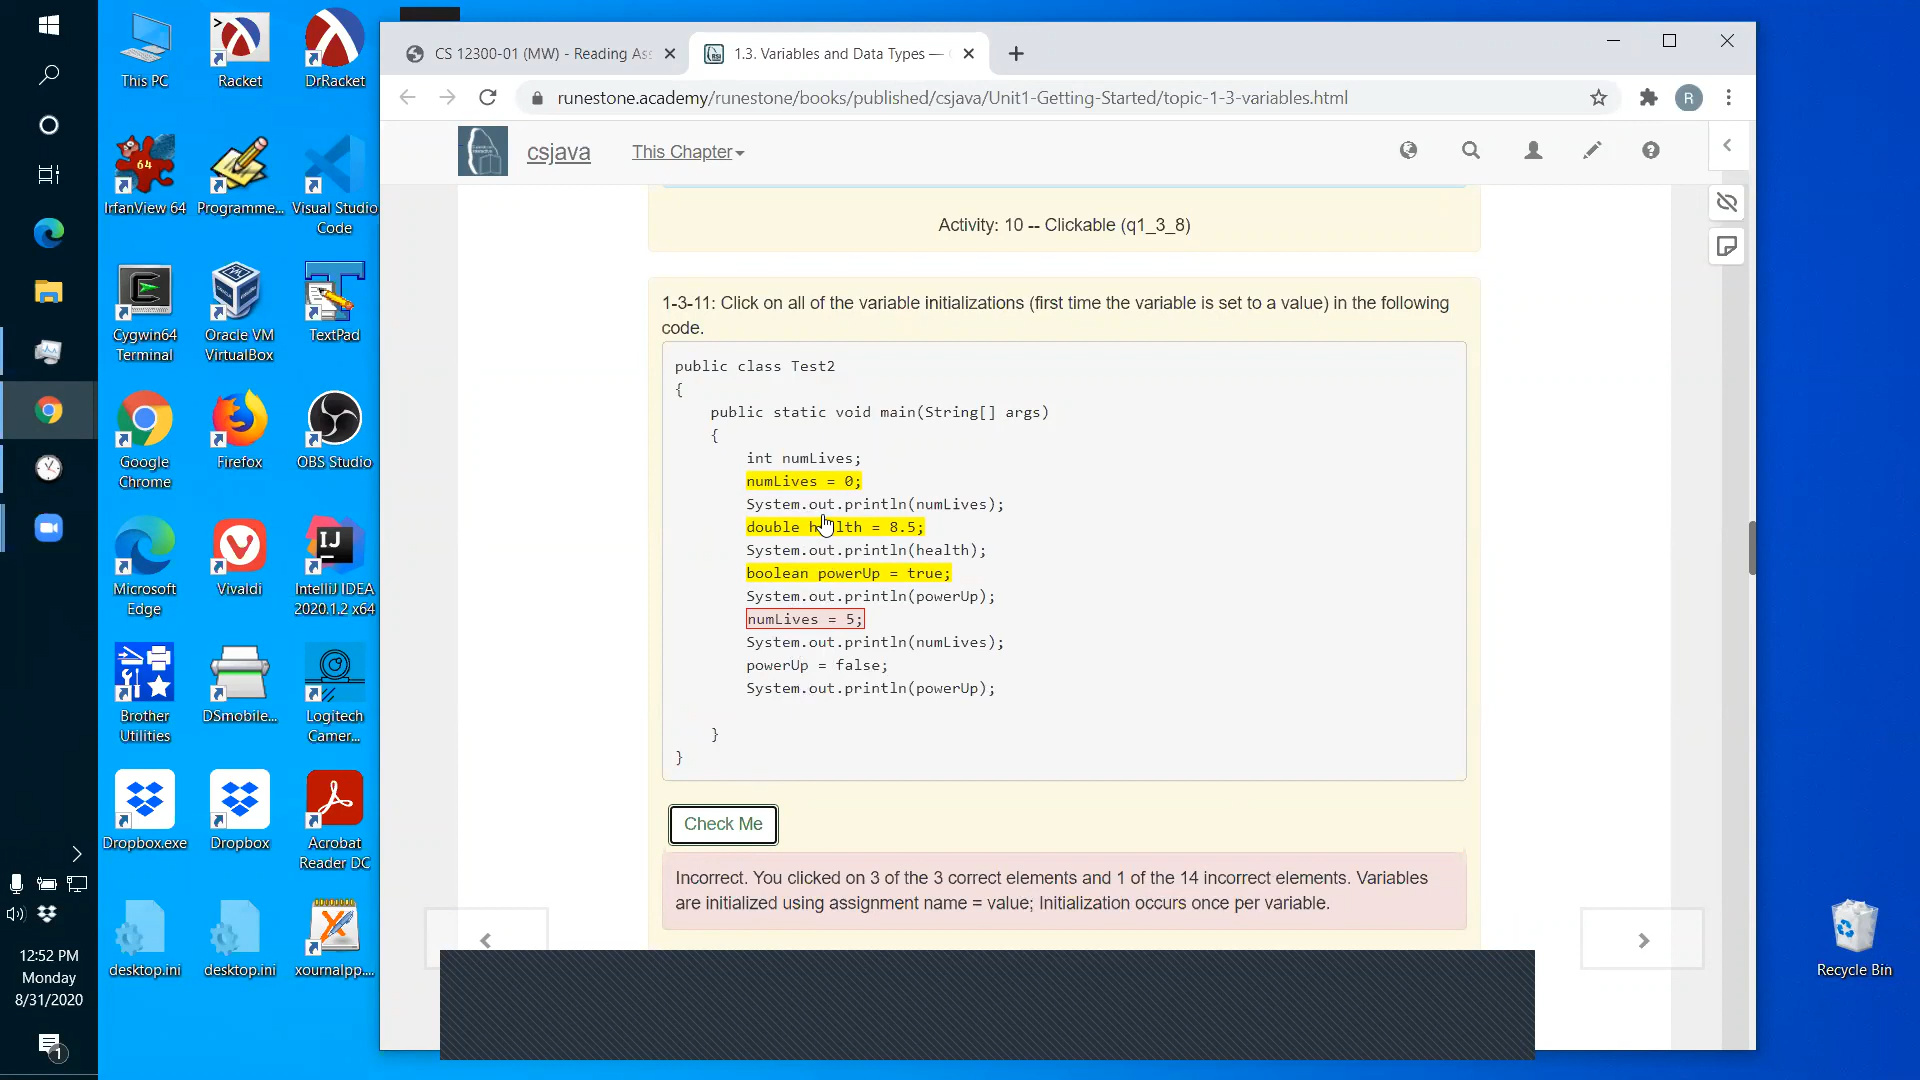 This PC
Racket
DrRacket
IrfanView 64
Programme...
Visual Studio
Code
Cygwin64
Terminal
Oracle VM
VirtualBox
TextPad
Google
Chrome
Firefox
OBS Studio
Microsoft
Edge
Vivaldi
IntelliJ IDEA
2020.1.2 x64
Brother
Utilities
DSmobile...
Logitech
Camer...
Dropbox.exe
Dropbox
Acrobat
Reader DC
desktop.ini
desktop.ini
xournalpp....
12:52 PM
Monday
8/31/2020
1
CS 12300-01 (MW) - Reading Ass
1.3. Variables and Data Types —
runestone.academy/runestone/books/published/csjava/Unit1-Getting-Started/topic-1-3-variables.html
R
csjava
This Chapter
Activity: 10 -- Clickable (q1_3_8)
1-3-11: Click on all of the variable initializations (first time the variable is set to a value) in the following
code.
public class Test2
{
public static void main(String[] args)
{
int numLives;
numLives = 0;
System.out.println(numLives);
double health = 8.5;
System.out.println(health);
boolean powerUp = true;
System.out.println(powerUp);
numLives = 5;
System.out.println(numLives);
powerUp = false;
System.out.println(powerUp);
}
}
Check Me
Incorrect. You clicked on 3 of the 3 correct elements and 1 of the 14 incorrect elements. Variables
are initialized using assignment name = value; Initialization occurs once per variable.
Recycle Bin